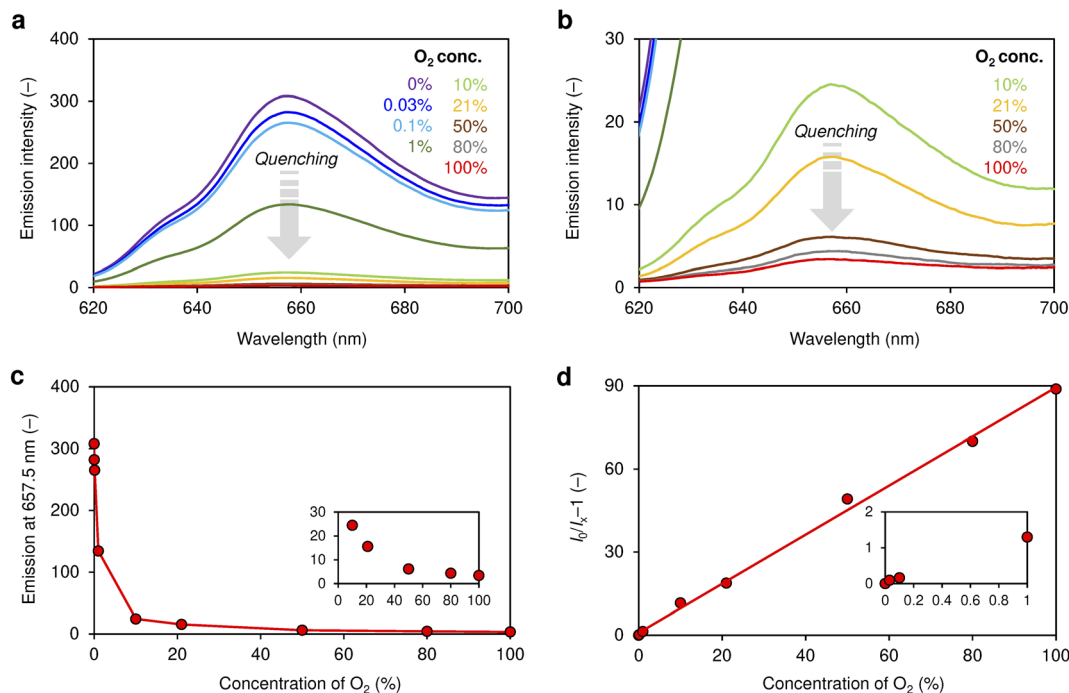 a
400
300
200
100
0
Emission intensity (–)
O2 conc.
0% 10%
0.03% 21%
0.1% 50%
1% 80%
100%
Quenching
620 640 660 680 700
Wavelength (nm)
b
30
20
10
0
Emission intensity (–)
O2 conc.
10%
21%
50%
80%
100%
Quenching
620 640 660 680 700
Wavelength (nm)
c
400
300
200
100
0
Emission at 657.5 nm (–)
30
20
10
0
0 20 40 60 80 100
0 20 40 60 80 100
Concentration of O2 (%)
d
90
60
30
0
I0/Ix–1 (–)
2
1
0
0 0.2 0.4 0.6 0.8 1
0 20 40 60 80 100
Concentration of O2 (%)